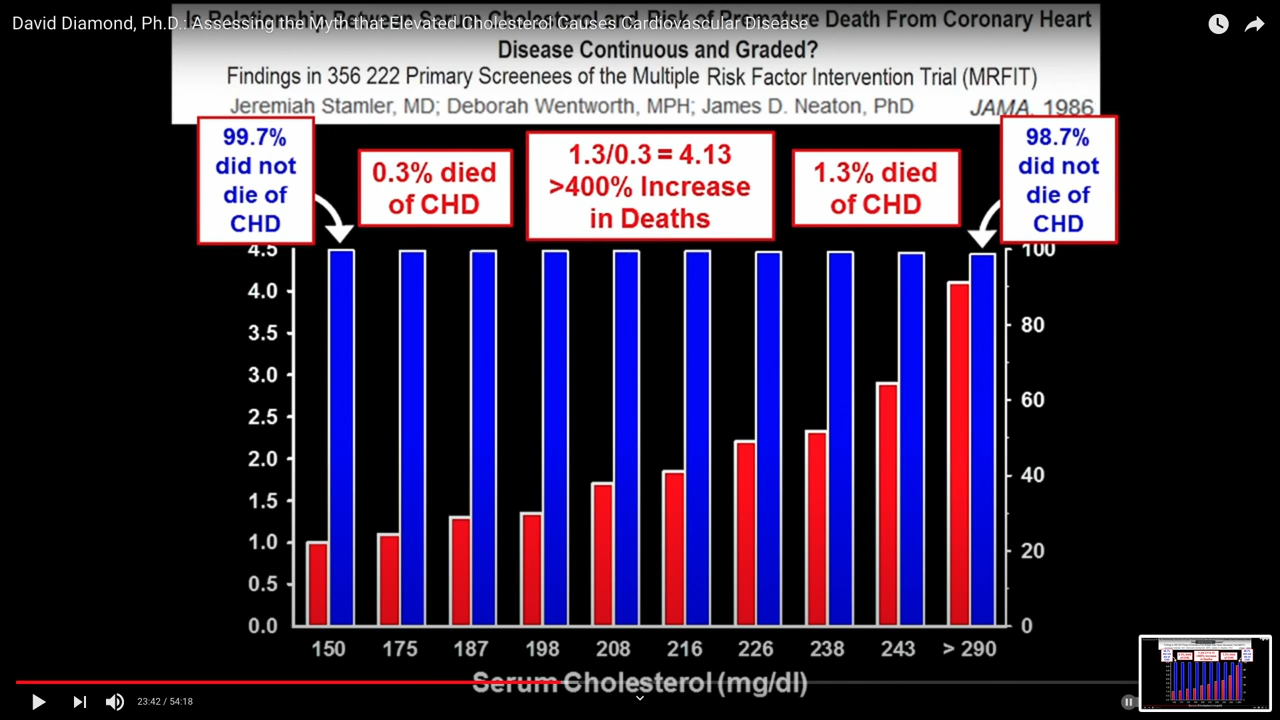 David Diamond, Ph.D.: Assessing the Myth that Elevated Cholesterol Causes Cardiovascular Disease
Premature Death From Coronary Heart
Disease Continuous and Graded?
Findings in 356 222 Primary Screenees of the Multiple Risk Factor Intervention Trial (MRFIT)
Jeremiah Stamler, MD; Deborah Wentworth, MPH; James D. Neaton, PhD JAMA, 1986
99.7%
did not
die of
CHD
0.3% died
of CHD
1.3/0.3 = 4.13
>400% Increase
in Deaths
1.3% died
of CHD
98.7%
did not
die of
CHD
4.5
4.0
3.5
3.0
2.5
2.0
1.5
1.0
0.5
0.0
100
80
60
40
20
0
150 175 187 198 208 216 226 238 243 > 290
Serum Cholesterol (mg/dl)
23:42 / 54:18